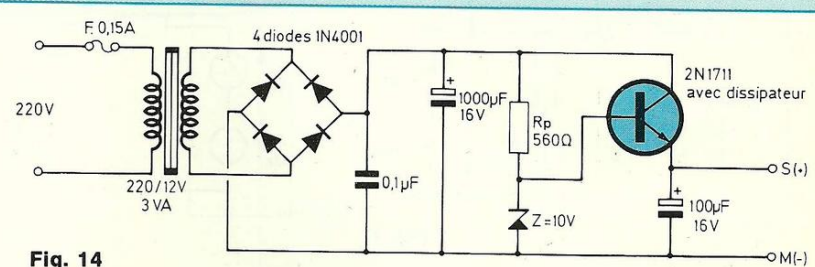 F. 0,15A
4 diodes 1N4001
2N1711
avec dissipateur
220V
+
1000µF
16V
Rp
560Ω
S(+)
220/12V
3 VA
0,1µF
Z=10V
+
100µF
16V
M(-)
Fig. 14